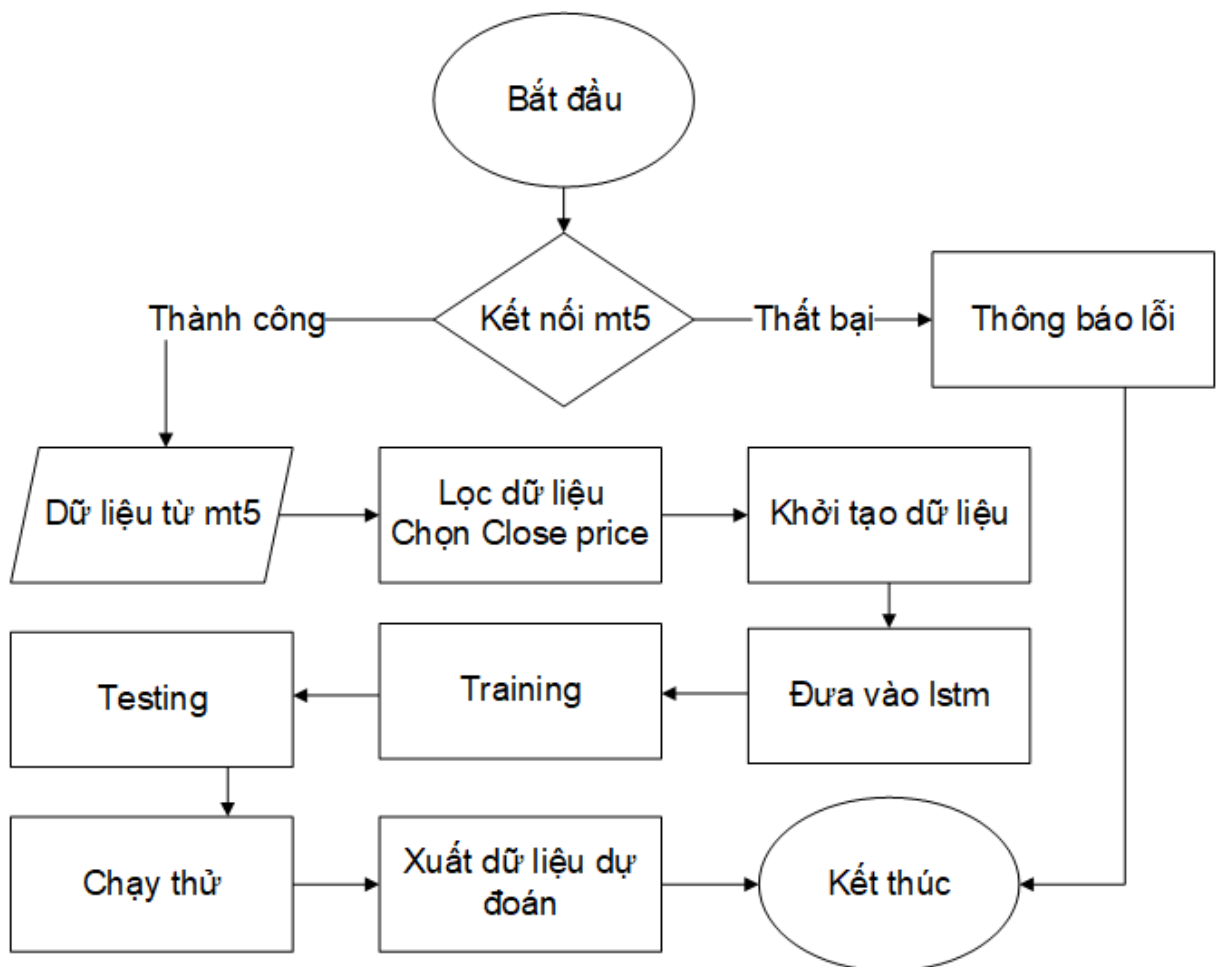 Bắt đầu
Thành công
Kết nối mt5
Thất bại
Thông báo lỗi
Dữ liệu từ mt5
Lọc dữ liệu
Chọn Close price
Khởi tạo dữ liệu
Testing
Training
Đưa vào lstm
Chạy thử
Xuất dữ liệu dự
đoán
Kết thúc